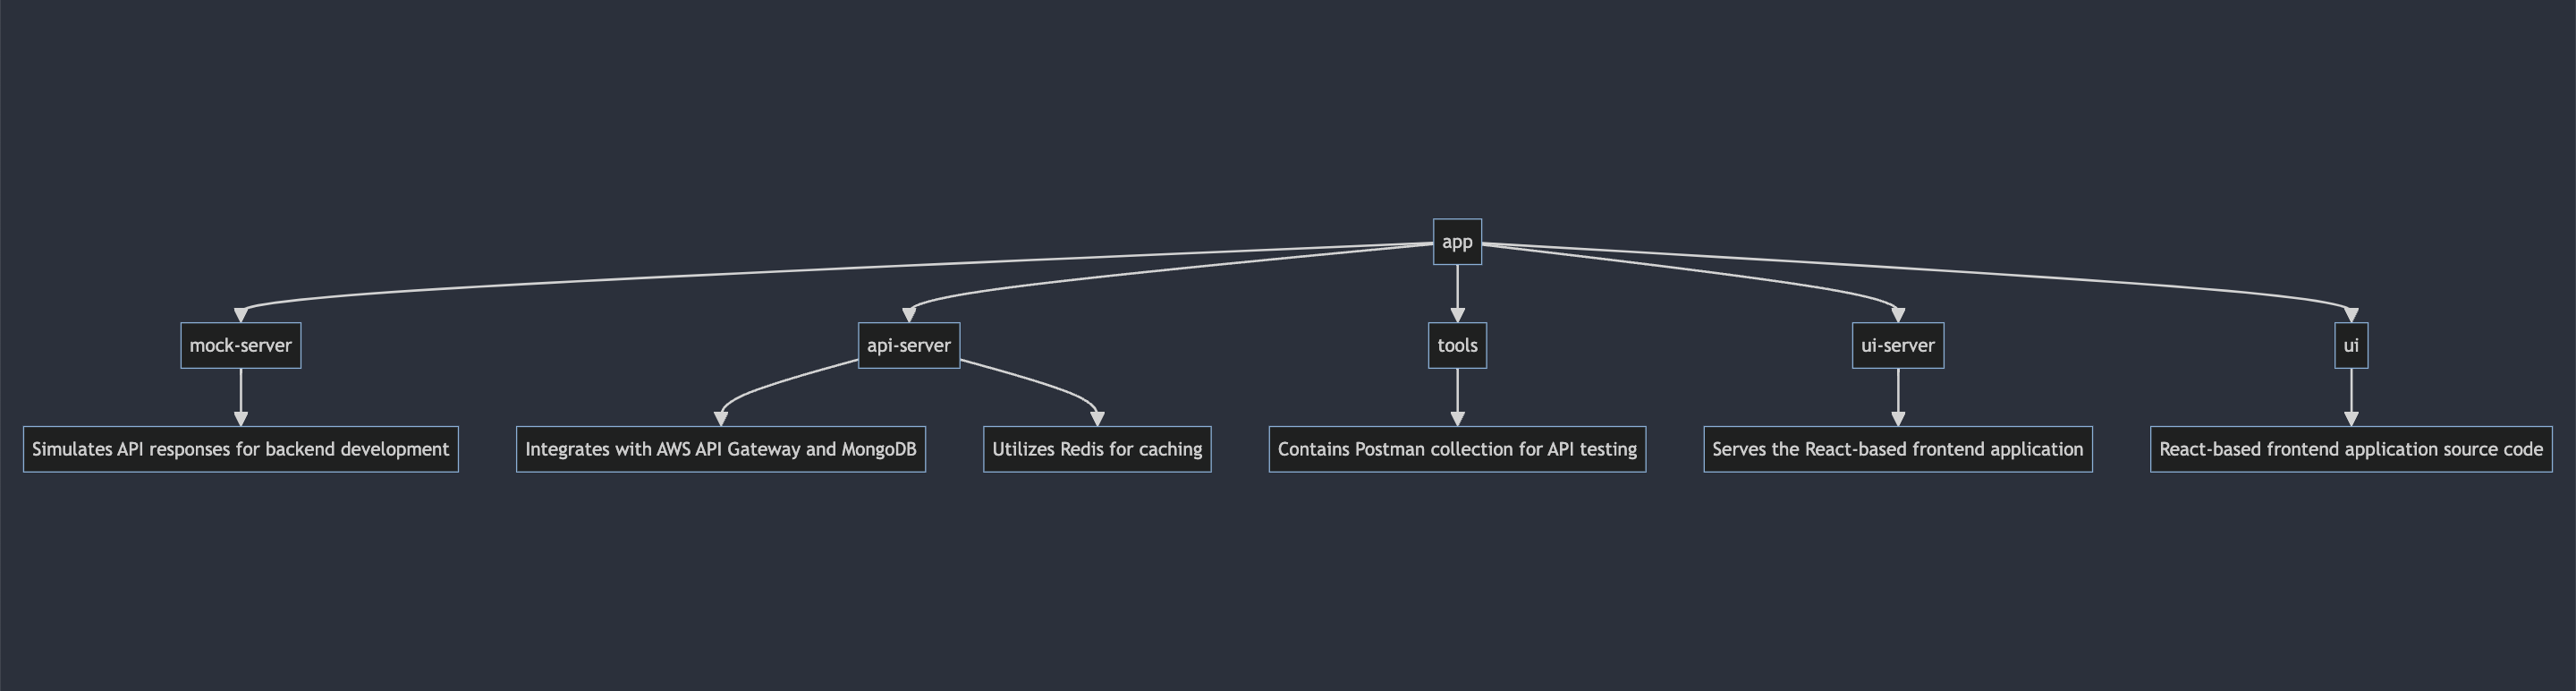 app
mock-server
api-server
tools
ui-server
ui
Simulates API responses for backend development
Integrates with AWS API Gateway and MongoDB
Utilizes Redis for caching
Contains Postman collection for API testing
Serves the React-based frontend application
React-based frontend application source code